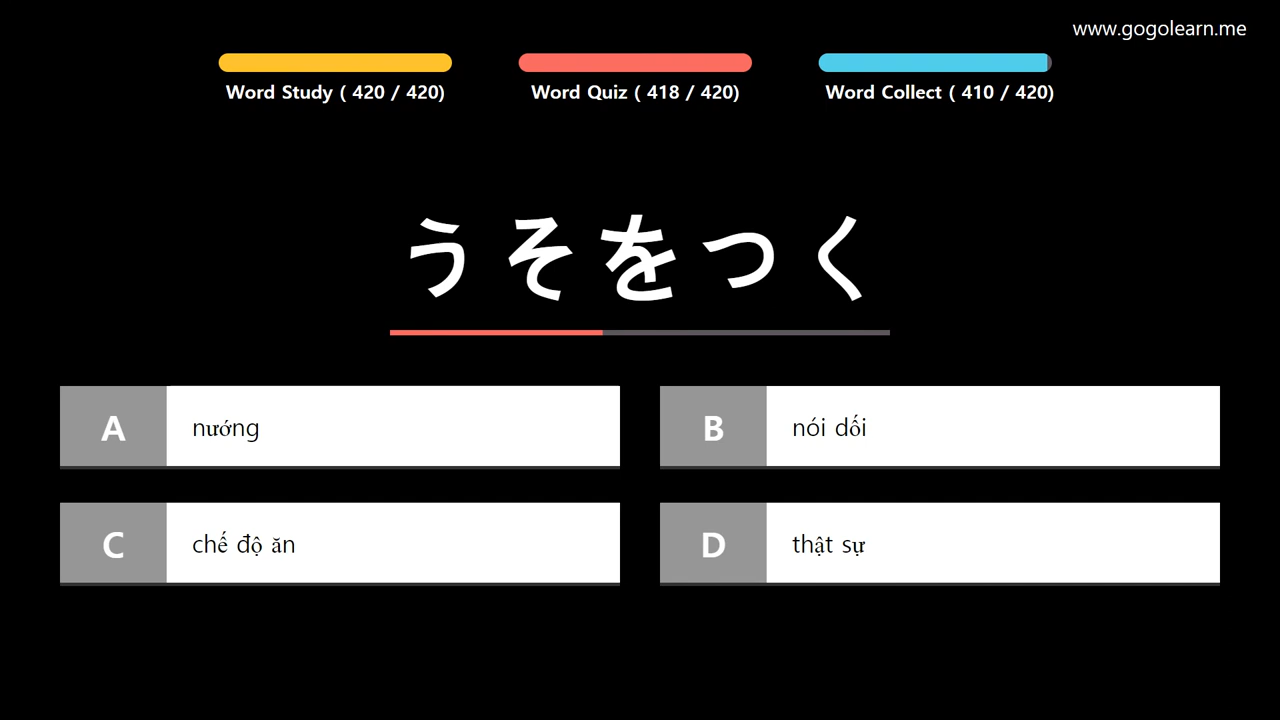 www.gogolearn.me
Word Study ( 420 / 420)
Word Quiz ( 418 / 420)
Word Collect ( 410 / 420)
うそをつく
A nướng
B nói dối
C chế độ ăn
D thật sự